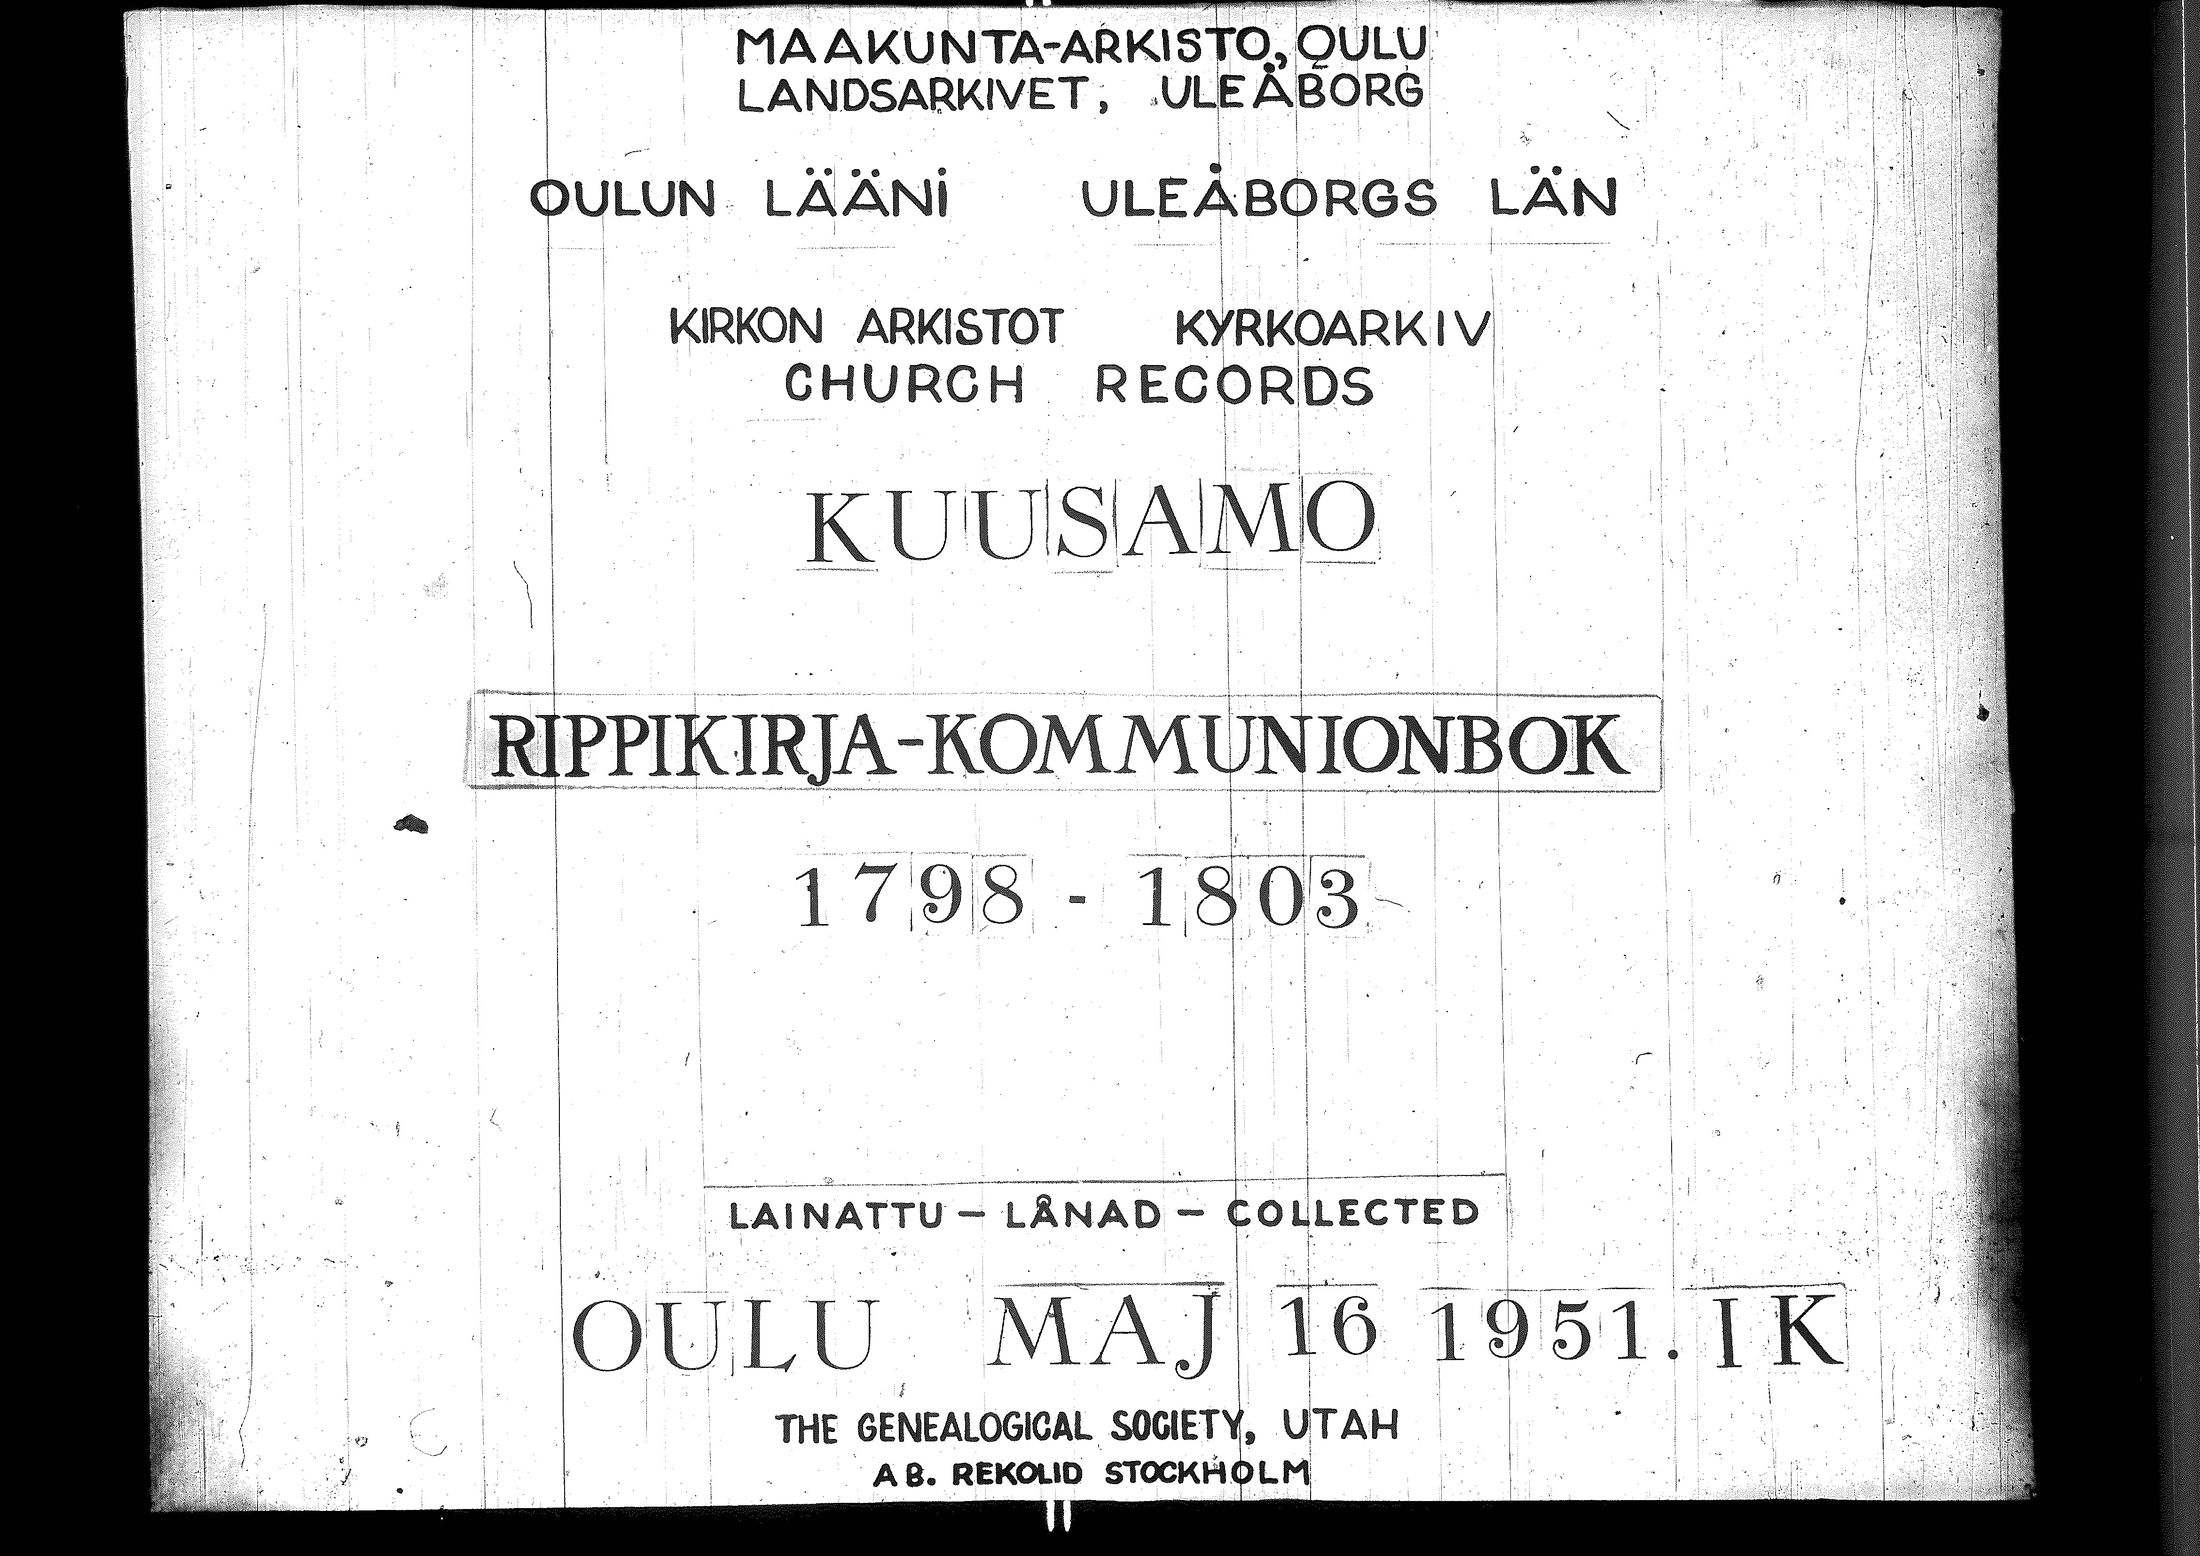 MAAKUNTA-ARKISTO, OULU
LANDSARKIVET, ULEÅBORG
OULUN LÄÄNI ULEÅBORGS LÄN
KIRKON ARKISTOT KYRKOARKIV
CHURCH RECORDS
KUUSAMO
RIPPIKIRJA-KOMMUNIONBOK
1798 - 1803
LAINATTU - LÅNAD - COLLECTED
OULU MAJ 16 1951. IK
THE GENEALOGICAL SOCIETY, UTAH
AB. REKOLID STOCKHOLM